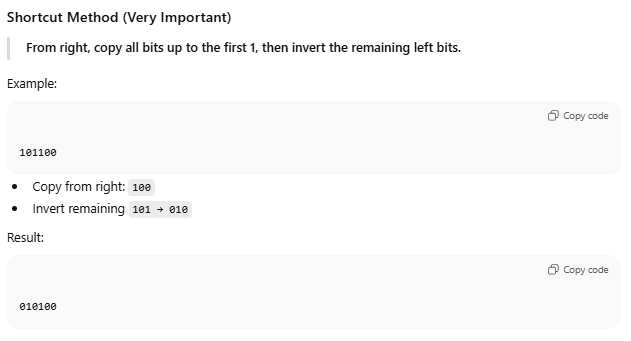 Shortcut Method (Very Important)
From right, copy all bits up to the first 1, then invert the remaining left bits.
Example:
Copy code
101100
• Copy from right: 100
• Invert remaining 101 → 010
Result:
Copy code
010100